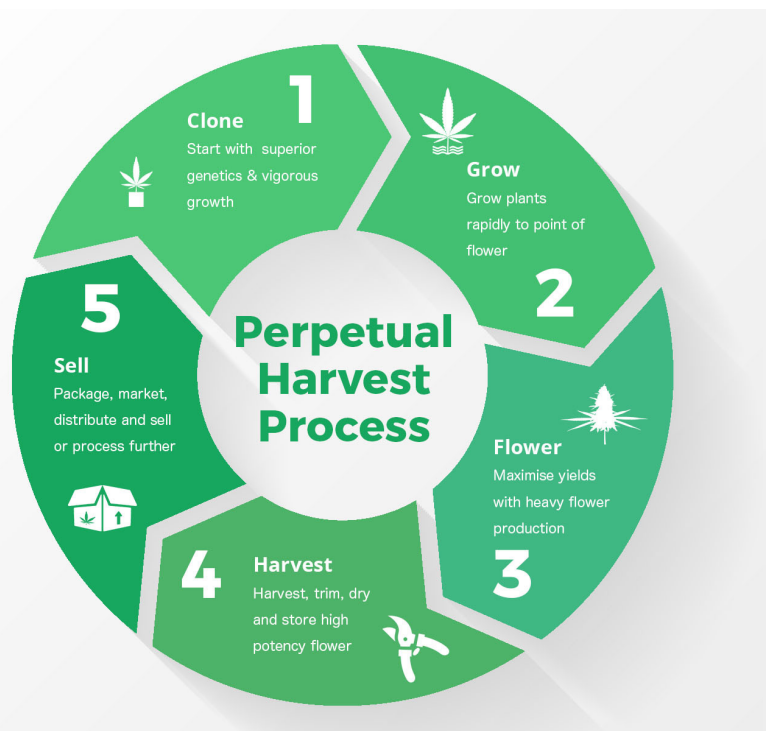 Perpetual
Harvest
Process
1
Clone
Start with superior
genetics & vigorous
growth
Grow
Grow plants
rapidly to point of
flower
2
Flower
Maximise yields
with heavy flower
production
3
4
Harvest
Harvest, trim, dry
and store high
potency flower
5
Sell
Package, market,
distribute and sell
or process further